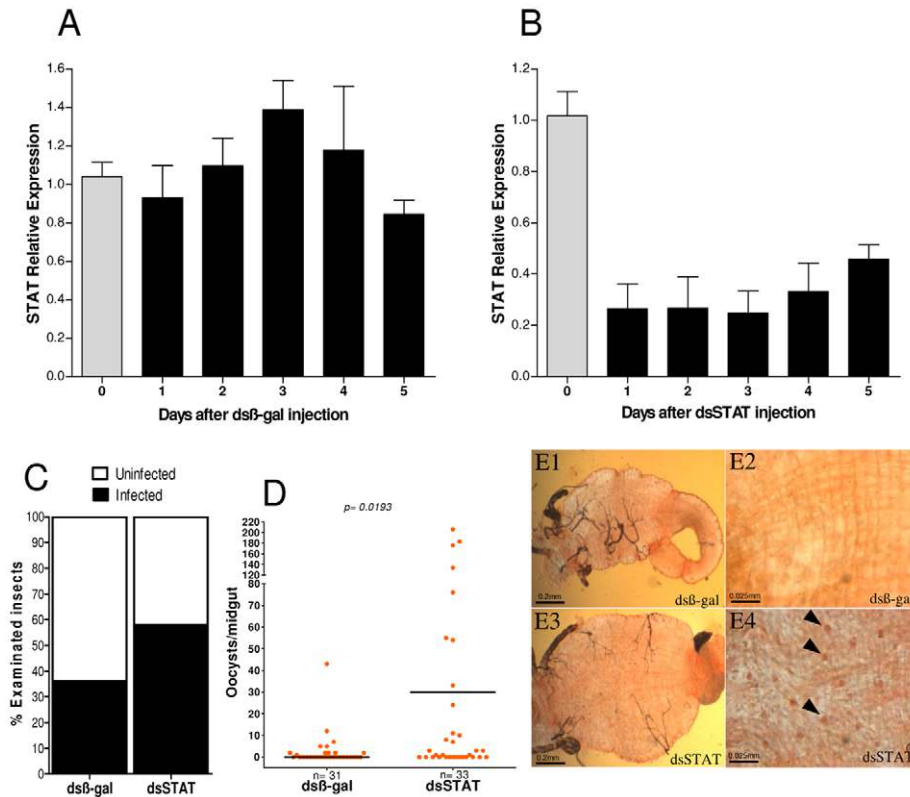 A
STAT Relative Expression
1.6
1.4
1.2
1.0
0.8
0.6
0.4
0.2
0.0
0 1 2 3 4 5
Days after dsß-gal injection
B
STAT Relative Expression
1.2
1.0
0.8
0.6
0.4
0.2
0.0
0 1 2 3 4 5
Days after dsSTAT injection
C
Uninfected
Infected
% Examinated insects
100
90
80
70
60
50
40
30
20
10
0
dsß-gal dsSTAT
D
p= 0.0193
Oocysts/midgut
220
200
180
160
140
120
100
80
70
60
50
40
30
20
10
0
n= 31 n= 33
dsß-gal dsSTAT
E1
0.2mm
dsß-gal
E2
0.025mm
dsß-gal
E3
0.2mm
dsSTAT
E4
0.025mm
dsSTAT